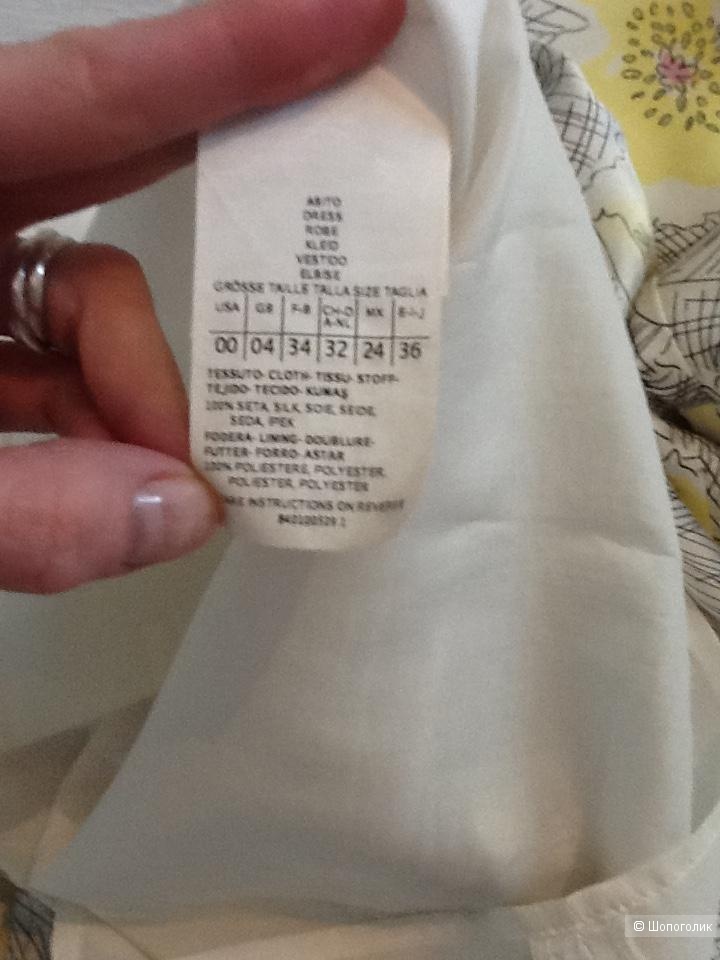 ABITO
DRESS
ROBE
KLEID
VESTIDO
ELBISE
GRÖSSE TAILLE TALLA SIZE TAGLIA
USA GB F-B CH-D A-NL MX E-I-J
00 04 34 32 24 36
TESSUTO- CLOTH- TISSU- STOFF-
TEJIDO- TECIDO- KUMAŞ
100% SETA, SILK, SOIE, SEIDE,
SEDA, IPEK
FODERA- LINING- DOUBLURE-
FUTTER- FORRO- ASTAR
100% POLIESTERE, POLYESTER,
POLIESTER, POLYESTER
INSTRUCTIONS ON REVERSE
© Шопоголик